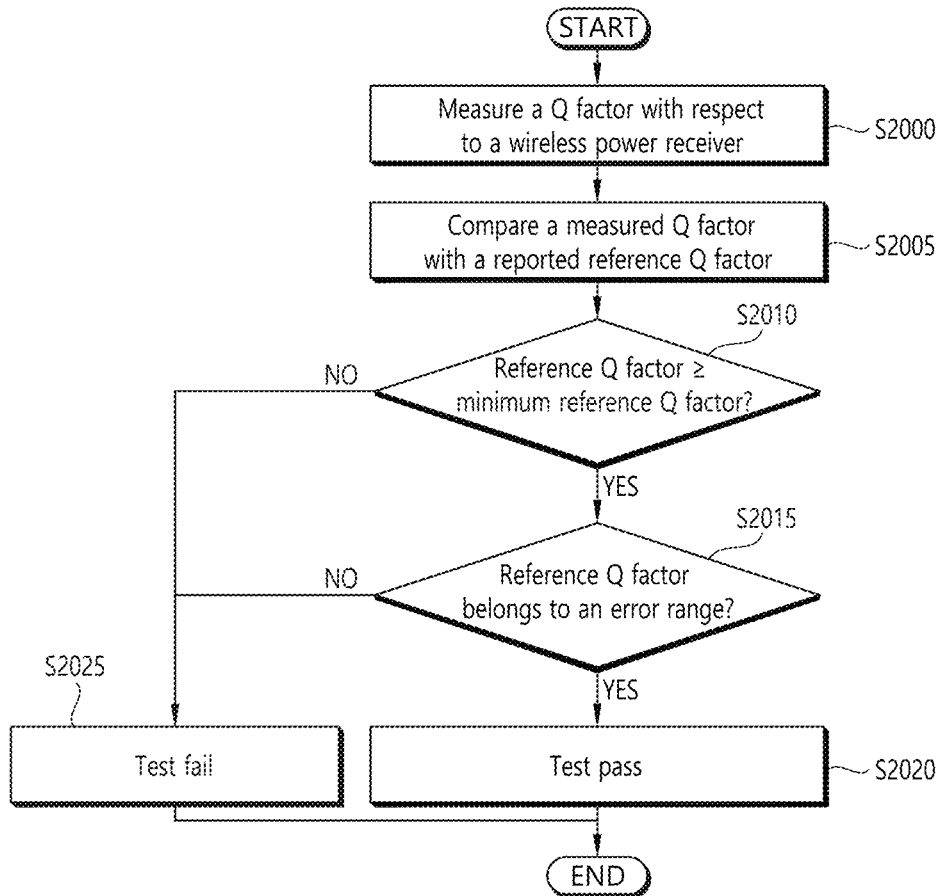 START
Measure a Q factor with respect
to a wireless power receiver
S2000
Compare a measured Q factor
with a reported reference Q factor
S2005
S2010
Reference Q factor ≥
minimum reference Q factor?
NO
YES
S2015
Reference Q factor
belongs to an error range?
NO
YES
S2025
Test fail
Test pass
S2020
END